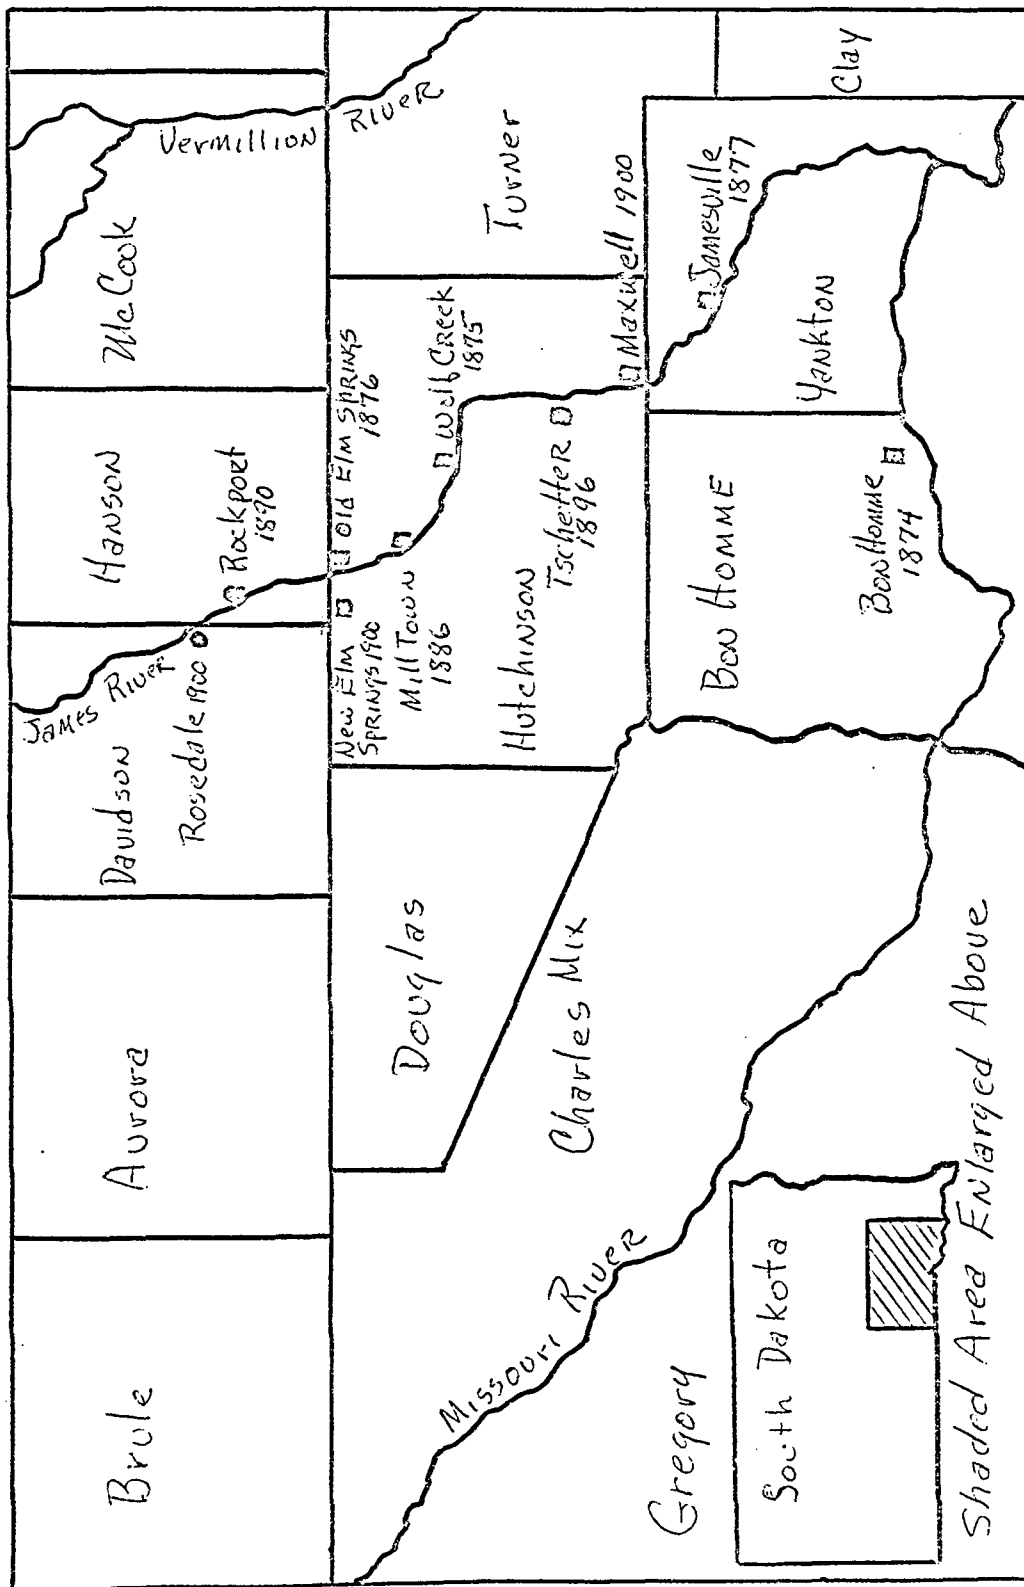 Brule
Aurora
Davidson
Hanson
McCook
James River
Rosedale 1900
Rockport
1890
Vermillion River
Douglas
New Elm
Springs 1900
Old Elm Springs
1876
Mill Town
1886
Wolf Creek
1875
Hutchinson
Tschetter
1896
Turner
Maxwell 1900
Charles Mix
Missouri River
Gregory
Bon Homme
Bon Homme
1874
Yankton
Jamesville
1877
Clay
South Dakota
Shaded Area Enlarged Above